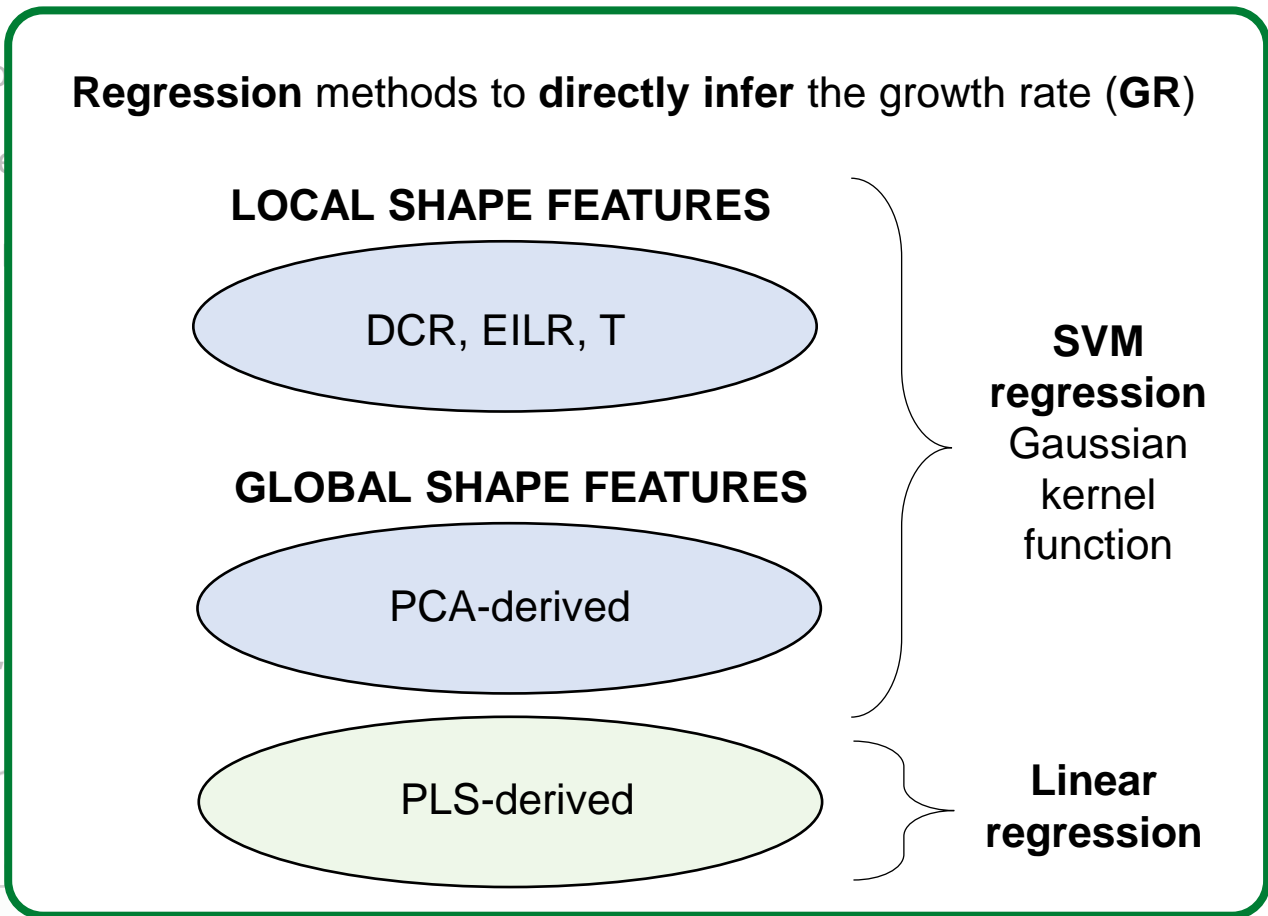 Regression methods to directly infer the growth rate (GR)
LOCAL SHAPE FEATURES
DCR, EILR, T
GLOBAL SHAPE FEATURES
PCA-derived
PLS-derived
SVM
regression
Gaussian
kernel
function
Linear
regression